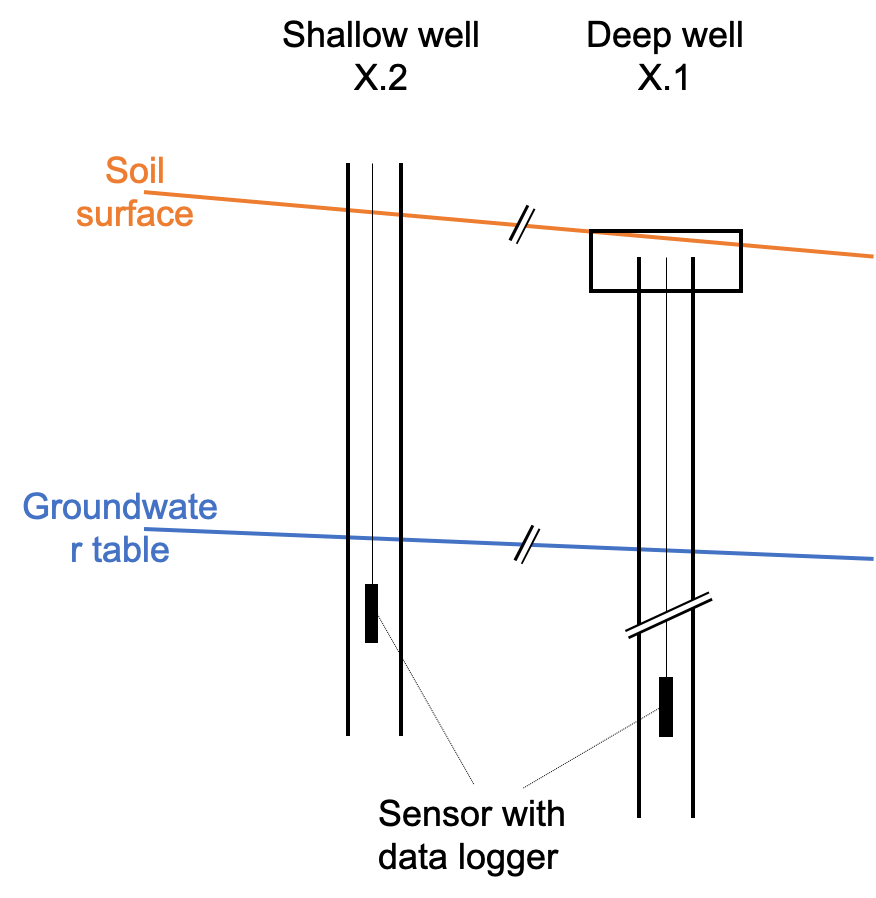 Shallow well
X.2
Deep well
X.1
Soil
surface
Groundwate
r table
Sensor with
data logger